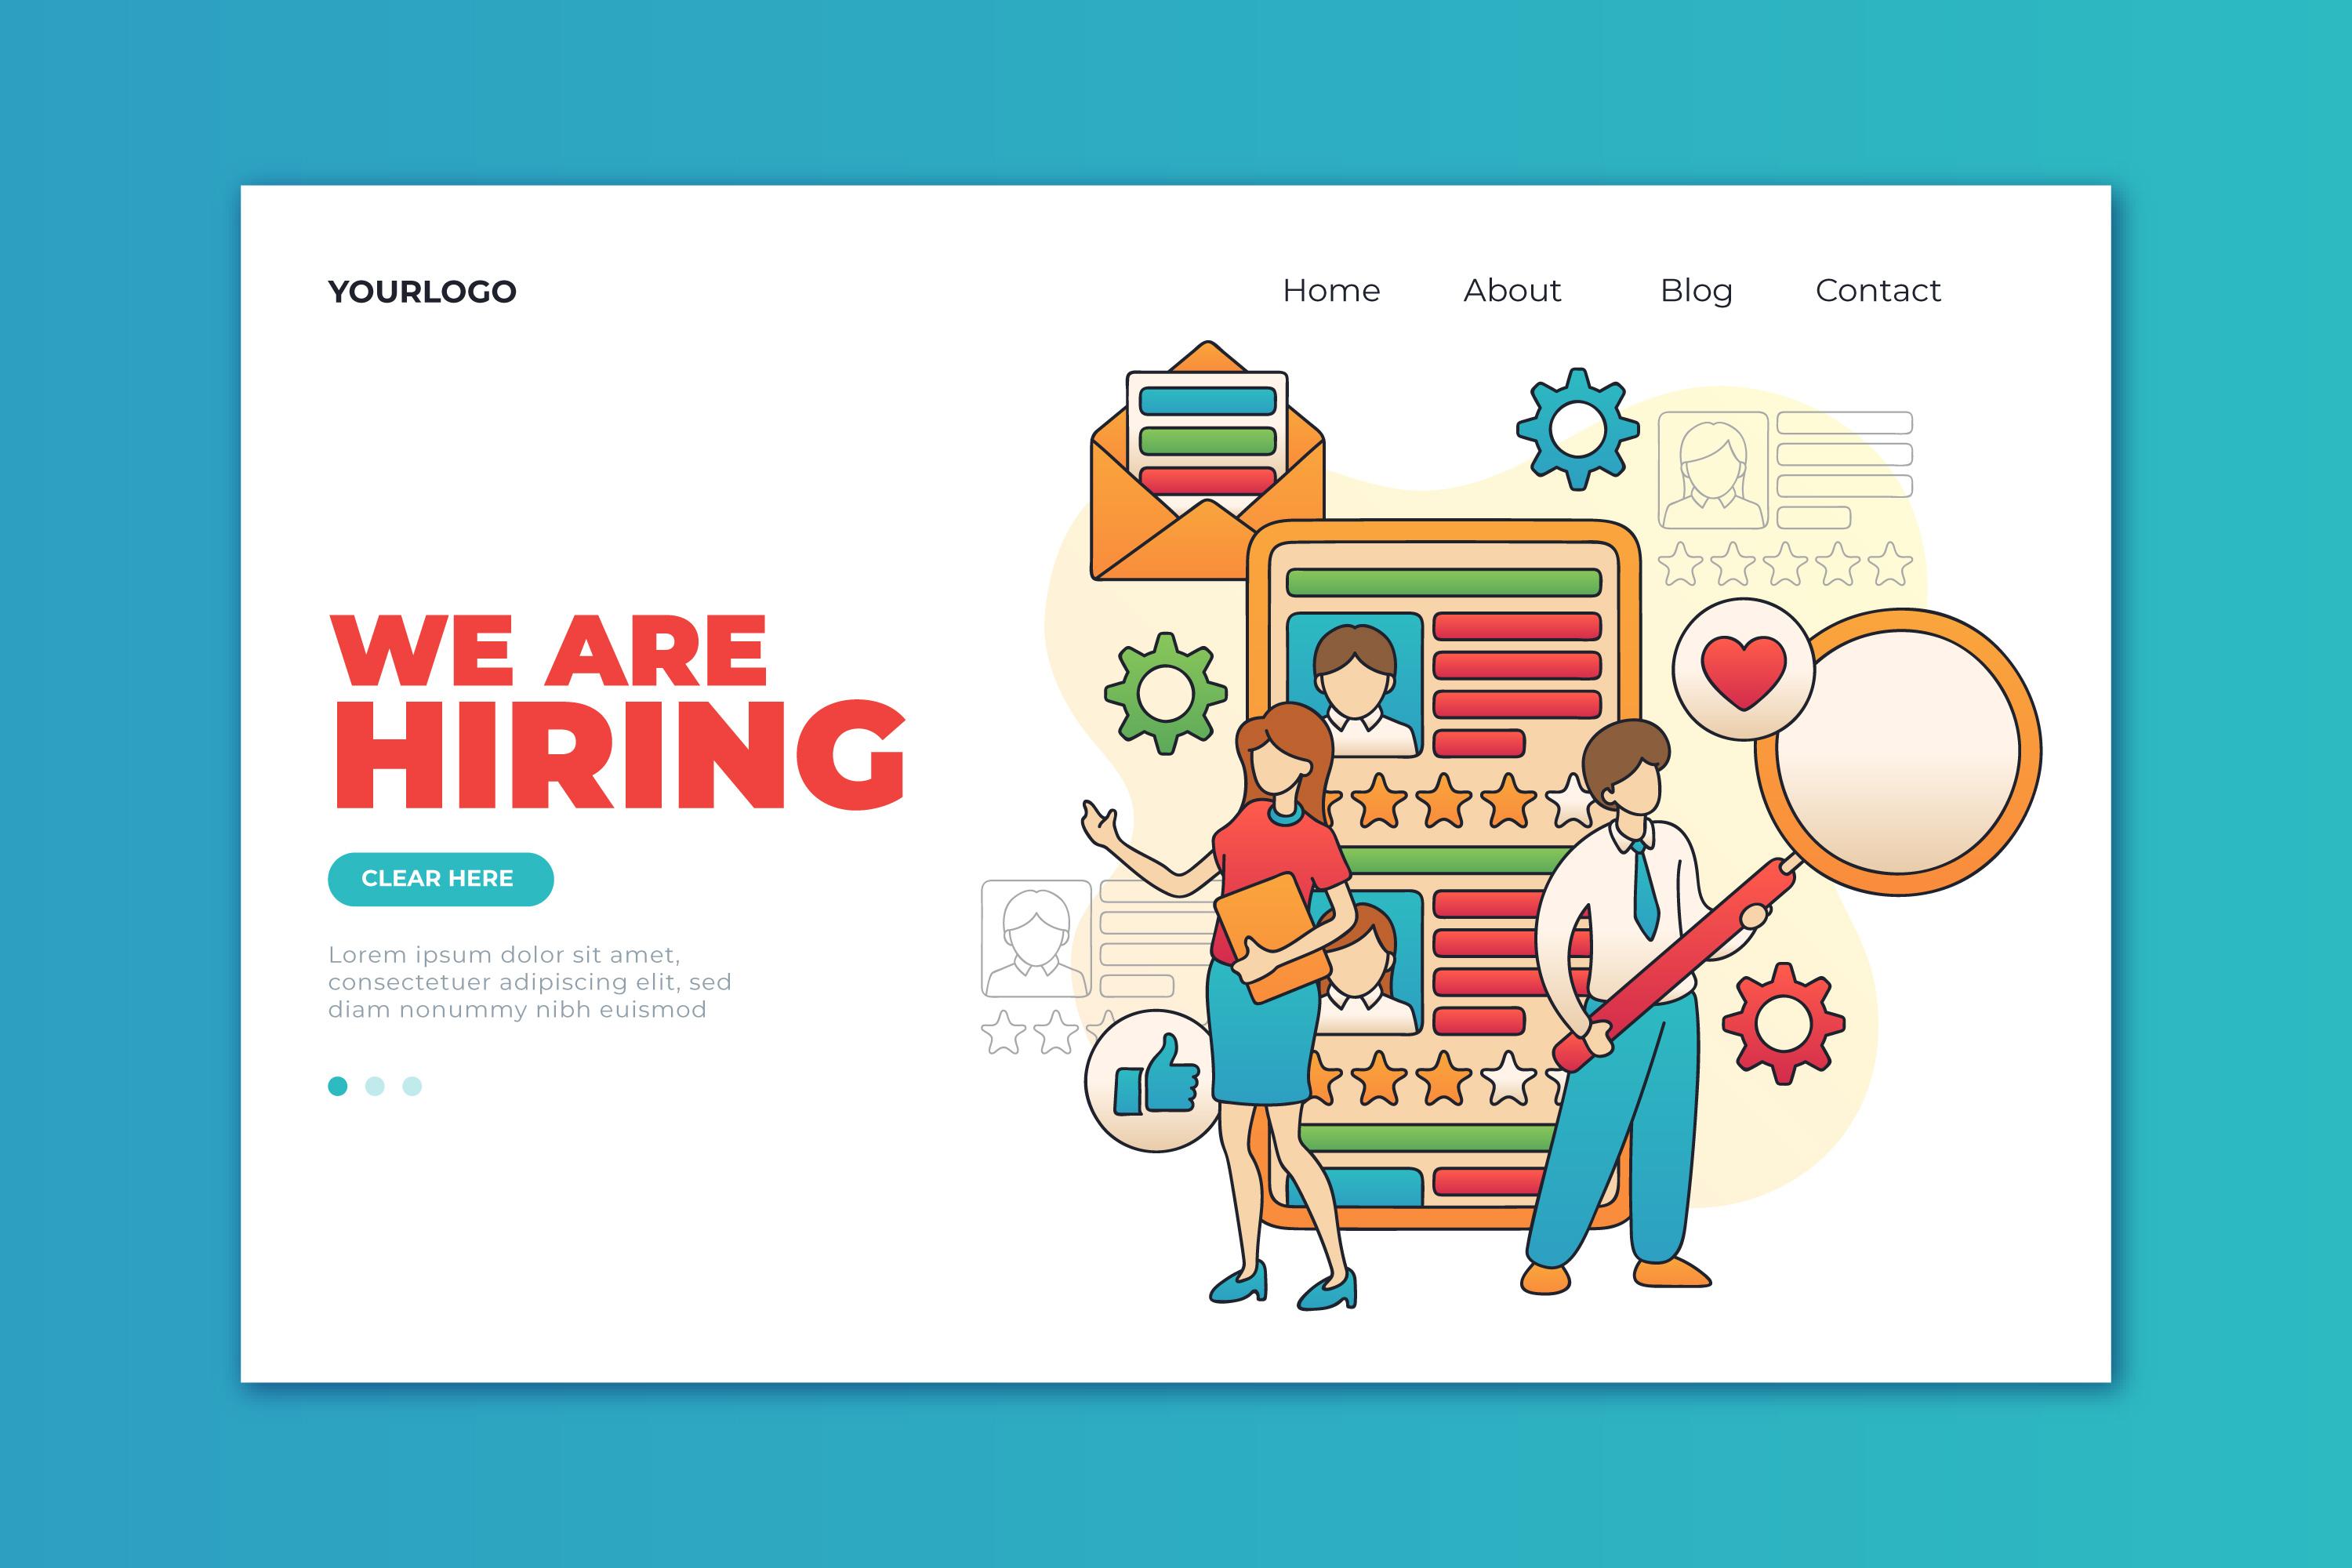 YOURLOGO
Home About Blog Contact
WE ARE
HIRING
CLEAR HERE
Lorem ipsum dolor sit amet,
consectetuer adipiscing elit, sed
diam nonummy nibh euismod